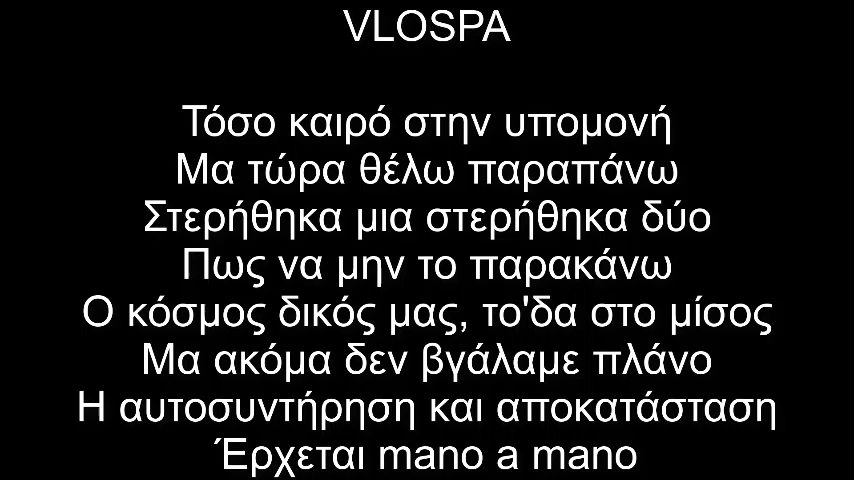 VLOSPA
Τόσο καιρό στην υπομονή
Μα τώρα θέλω παραπάνω
Στερήθηκα μια στερήθηκα δύο
Πως να μην το παρακάνω
Ο κόσμος δικός μας, το'δα στο μίσος
Μα ακόμα δεν βγάλαμε πλάνο
Η αυτοσυντήρηση και αποκατάσταση
Έρχεται mano a mano